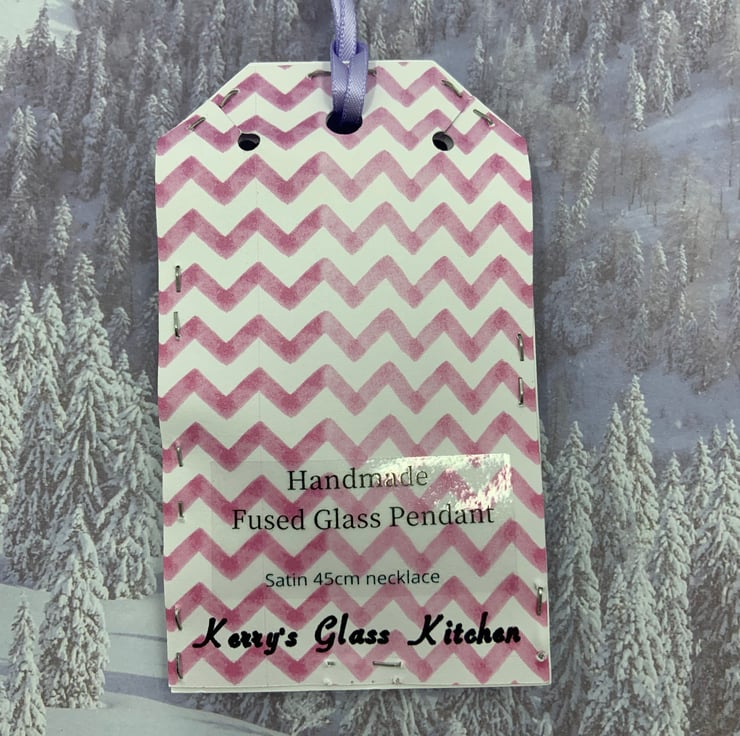 Handmade
Fused Glass Pendant
Satin 45cm necklace
Kerry's Glass Kitchen